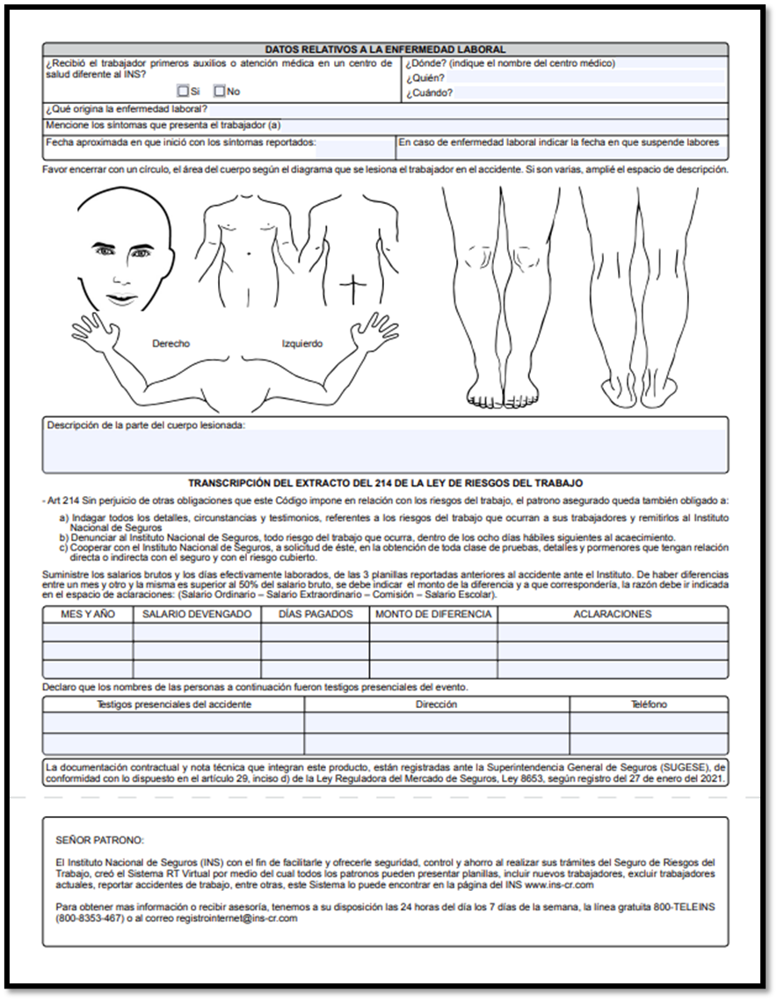 DATOS RELATIVOS A LA ENFERMEDAD LABORAL
¿Recibió el trabajador primeros auxilios o atención médica en un centro de
salud diferente al INS?
Si No
¿Dónde? (indique el nombre del centro médico)
¿Quién?
¿Cuándo?
¿Qué origina la enfermedad laboral?
Mencione los síntomas que presenta el trabajador (a)
Fecha aproximada en que inició con los síntomas reportados:
En caso de enfermedad laboral indicar la fecha en que suspende labores
Favor encerrar con un círculo, el área del cuerpo según el diagrama que se lesiona el trabajador en el accidente. Si son varias, amplié el espacio de descripción.
Derecho Izquierdo
Descripción de la parte del cuerpo lesionada:
TRANSCRIPCIÓN DEL EXTRACTO DEL 214 DE LA LEY DE RIESGOS DEL TRABAJO
- Art 214 Sin perjuicio de otras obligaciones que este Código impone en relación con los riesgos del trabajo, el patrono asegurado queda también obligado a:
a) Indagar todos los detalles, circunstancias y testimonios, referentes a los riesgos del trabajo que ocurran a sus trabajadores y remitirlos al Instituto
Nacional de Seguros
b) Denunciar al Instituto Nacional de Seguros, todo riesgo del trabajo que ocurra, dentro de los ocho días hábiles siguientes al acaecimiento.
c) Cooperar con el Instituto Nacional de Seguros, a solicitud de éste, en la obtención de toda clase de pruebas, detalles y pormenores que tengan relación
directa o indirecta con el seguro y con el riesgo cubierto.
Suministre los salarios brutos y los días efectivamente laborados, de las 3 planillas reportadas anteriores al accidente ante el Instituto. De haber diferencias
entre un mes y otro y la misma es superior al 50% del salario bruto, se debe indicar el monto de la diferencia y a que correspondería, la razón debe ir indicada
en el espacio de aclaraciones: (Salario Ordinario – Salario Extraordinario – Comisión – Salario Escolar).
MES Y AÑO SALARIO DEVENGADO DÍAS PAGADOS MONTO DE DIFERENCIA ACLARACIONES
Declaro que los nombres de las personas a continuación fueron testigos presenciales del evento.
Testigos presenciales del accidente Dirección Teléfono
La documentación contractual y nota técnica que integran este producto, están registradas ante la Superintendencia General de Seguros (SUGESE), de
conformidad con lo dispuesto en el artículo 29, inciso d) de la Ley Reguladora del Mercado de Seguros, Ley 8653, según registro del 27 de enero del 2021.
SEÑOR PATRONO:
El Instituto Nacional de Seguros (INS) con el fin de facilitarle y ofrecerle seguridad, control y ahorro al realizar sus trámites del Seguro de Riesgos del
Trabajo, creó el Sistema RT Virtual por medio del cual todos los patronos pueden presentar planillas, incluir nuevos trabajadores, excluir trabajadores
actuales, reportar accidentes de trabajo, entre otras, este Sistema lo puede encontrar en la página del INS www.ins-cr.com
Para obtener mas información o recibir asesoría, tenemos a su disposición las 24 horas del día los 7 días de la semana, la línea gratuita 800-TELEINS
(800-8353-467) o al correo registrointernet@ins-cr.com